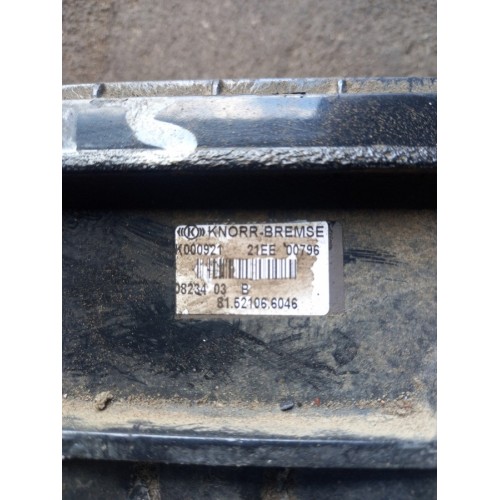 KNORR-BREMSE
K000921 21EE 00796
08234 03 B
81.52106.6046
S